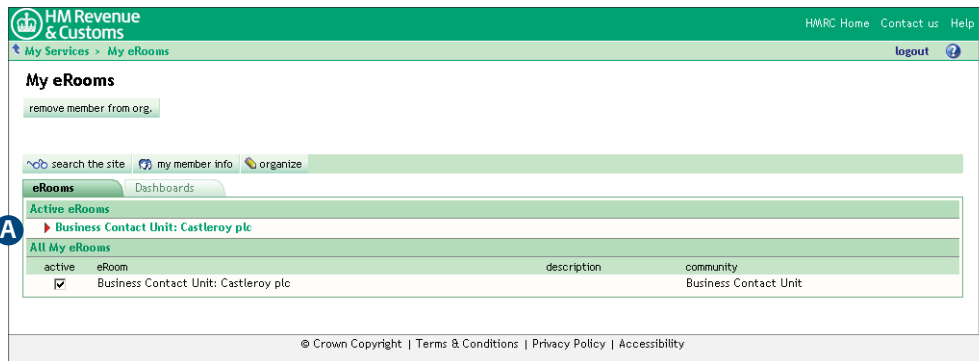 HM Revenue
& Customs
HMRC Home Contact us Help
My Services > My eRooms
logout ?
My eRooms
remove member from org.
search the site my member info organize
eRooms Dashboards
Active eRooms
A
Business Contact Unit: Castleroy plc
All My eRooms
active eRoom description community
Business Contact Unit: Castleroy plc Business Contact Unit
© Crown Copyright | Terms & Conditions | Privacy Policy | Accessibility